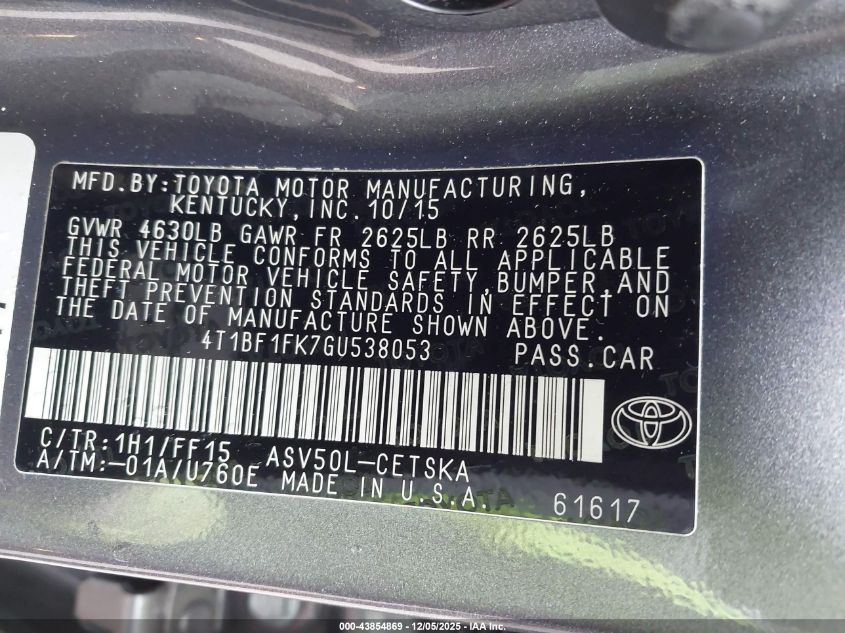 MFD.BY:TOYOTA MOTOR MANUFACTURING,
KENTUCKY,INC.10/15
GVWR 4630LB GAWR FR 2625LB RR 2625LB
THIS VEHICLE CONFORMS TO ALL APPLICABLE
FEDERAL MOTOR VEHICLE SAFETY,BUMPER,AND
THEFT PREVENTION STANDARDS IN EFFECT ON
THE DATE OF MANUFACTURE SHOWN ABOVE.
4T1BF1FK7GU538053 PASS.CAR
C/TR:1H1/FF15 ASV50L-CETSKA
A/TM:-01A/U760E MADE IN U.S.A. 61617
000-43854869 - 12/05/2025 - IAA Inc.